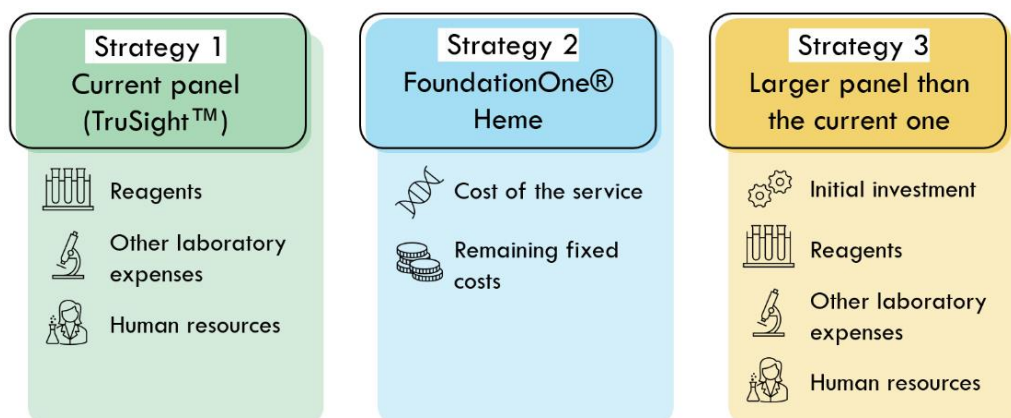 Strategy 1
Current panel
(TruSight™)
Reagents
Other laboratory
expenses
Human resources
Strategy 2
FoundationOne®
Heme
Cost of the service
Remaining fixed
costs
Strategy 3
Larger panel than
the current one
Initial investment
Reagents
Other laboratory
expenses
Human resources